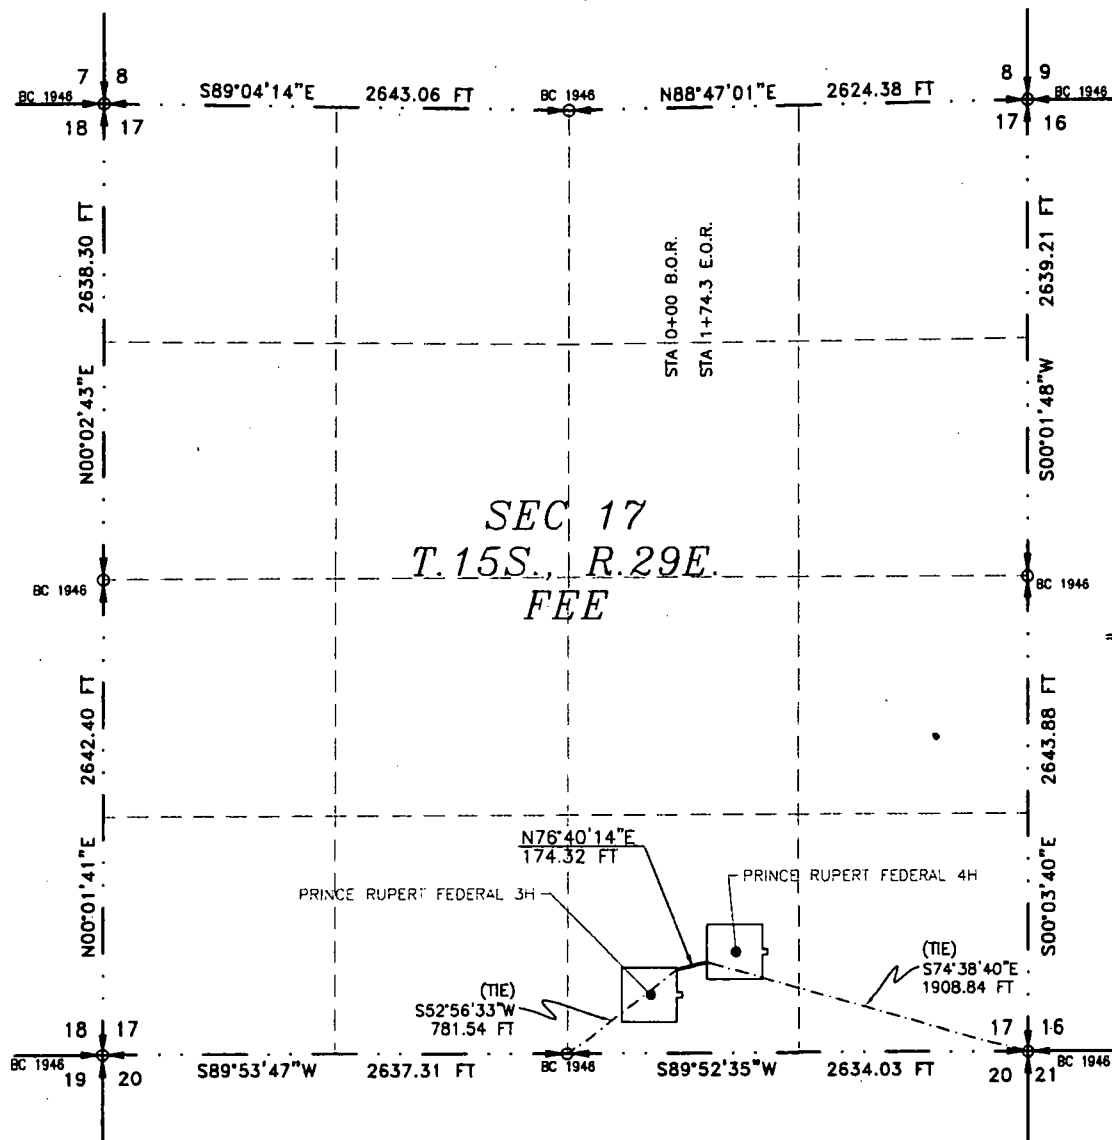 7 8
8 9
S89°04'14"E 2643.06 FT
BC 1946
N88°47'01"E 2624.38 FT
BC 1946
BC 1946
18 17
17 16
2638.30 FT
N00°02'43"E
STA 0+00 B.O.R.
STA 1+74.3 E.O.R.
2639.21 FT
S00°01'48"W
SEC 17
T.15S., R.29E.
FEE
BC 1946
BC 1946
2642.40 FT
N00°01'41"E
2643.88 FT
S00°03'40"E
N76°40'14"E
174.32 FT
PRINCE RUPERT FEDERAL 3H
PRINCE RUPERT FEDERAL 4H
(TIE)
S74°38'40"E
1908.84 FT
(TIE)
S52°56'33"W
781.54 FT
18 17
17 16
BC 1946
S89°53'47"W 2637.31 FT
BC 1946
S89°52'35"W 2634.03 FT
BC 1946
19 20
20 21